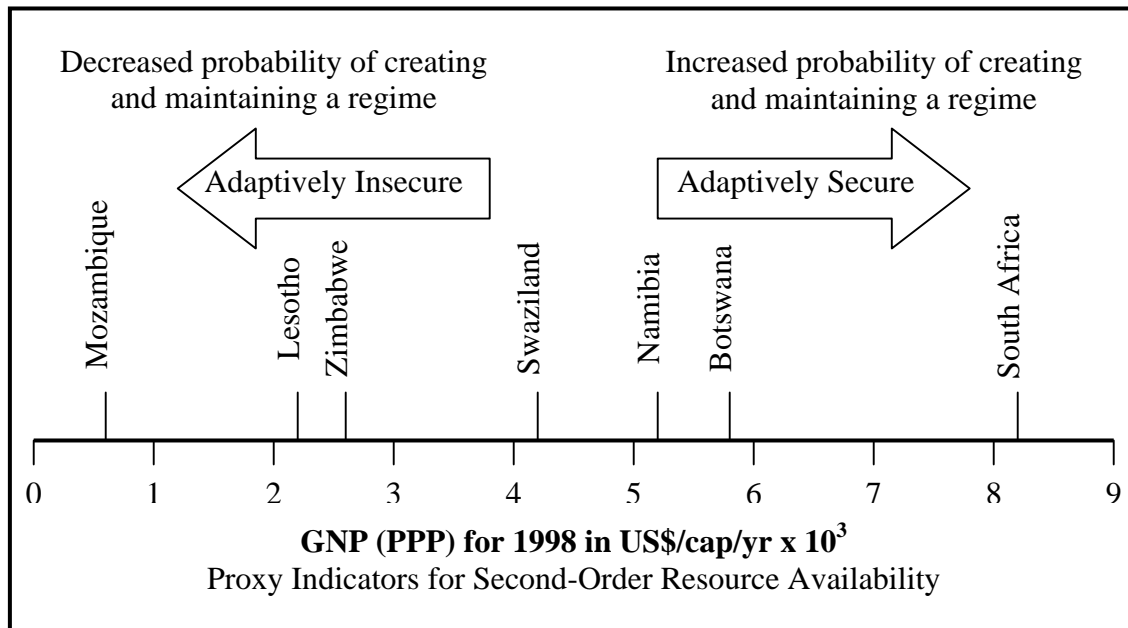 Decreased probability of creating
and maintaining a regime
Increased probability of creating
and maintaining a regime
Adaptively Insecure
Adaptively Secure
Mozambique
Lesotho
Zimbabwe
Swaziland
Namibia
Botswana
South Africa
0 1 2 3 4 5 6 7 8 9
GNP (PPP) for 1998 in US$/cap/yr x 10³
Proxy Indicators for Second-Order Resource Availability